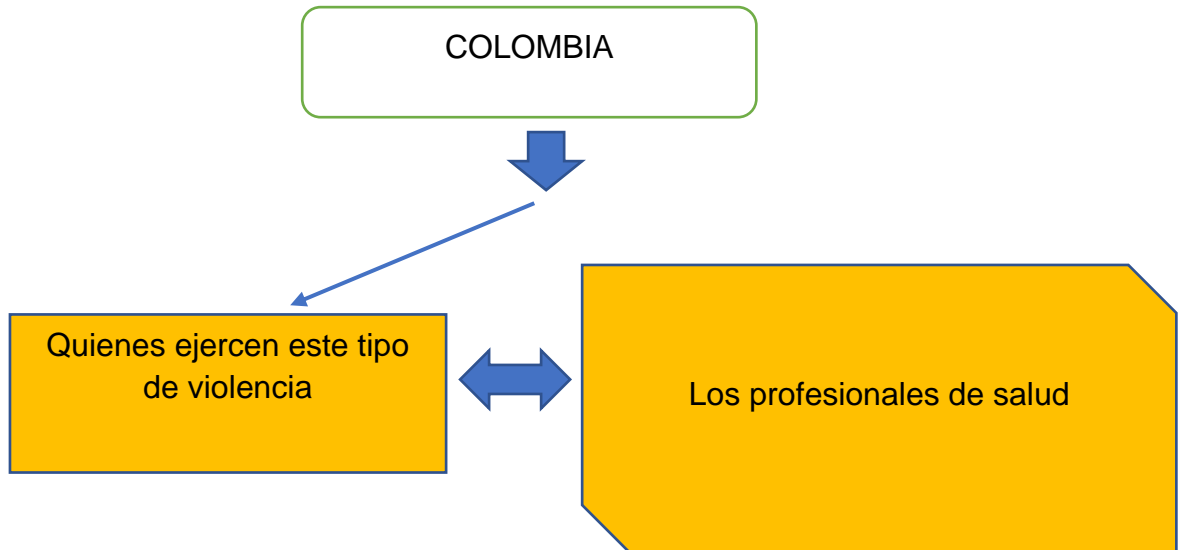 COLOMBIA
Quienes ejercen este tipo
de violencia
Los profesionales de salud